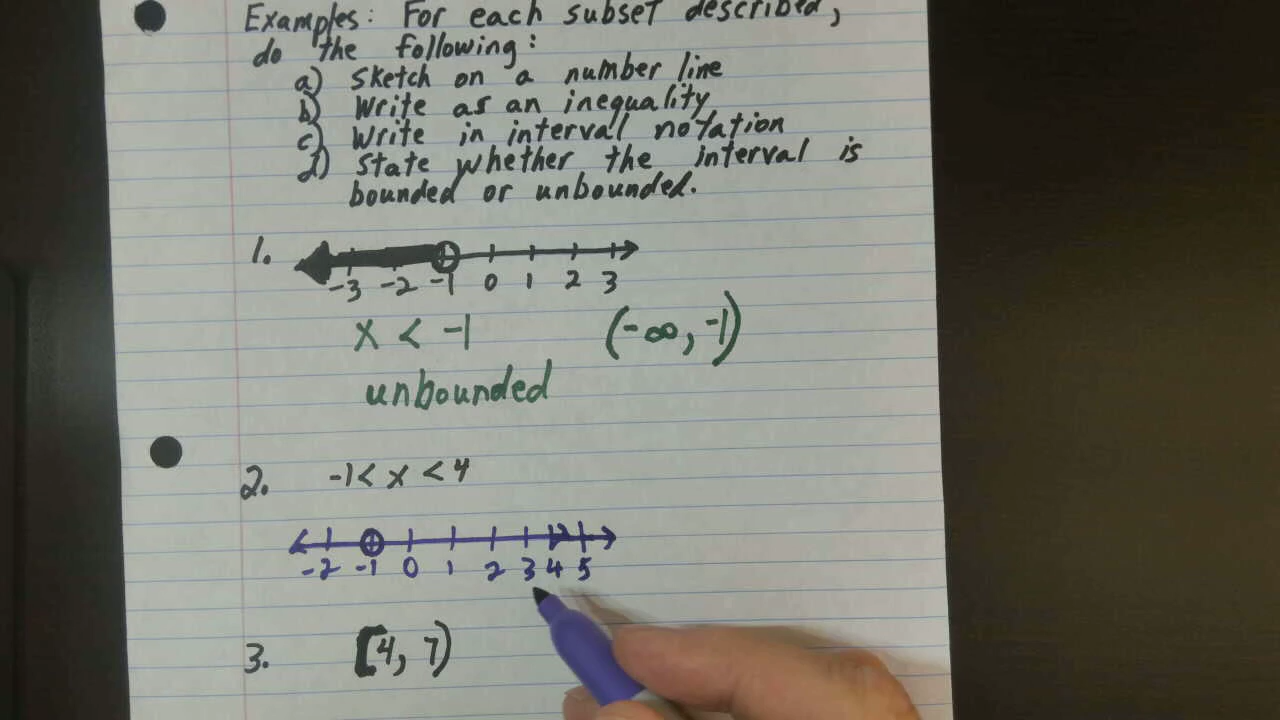 Examples: For each subset described,
do the following:
a) Sketch on a number line
b) Write as an inequality
c) Write in interval notation
d) State whether the interval is
bounded or unbounded.
1.
-3 -2 -1 0 1 2 3
x < -1 (-∞, -1)
unbounded
2. -1 < x < 4
-2 -1 0 1 2 3 4 5
3. [4, 7)